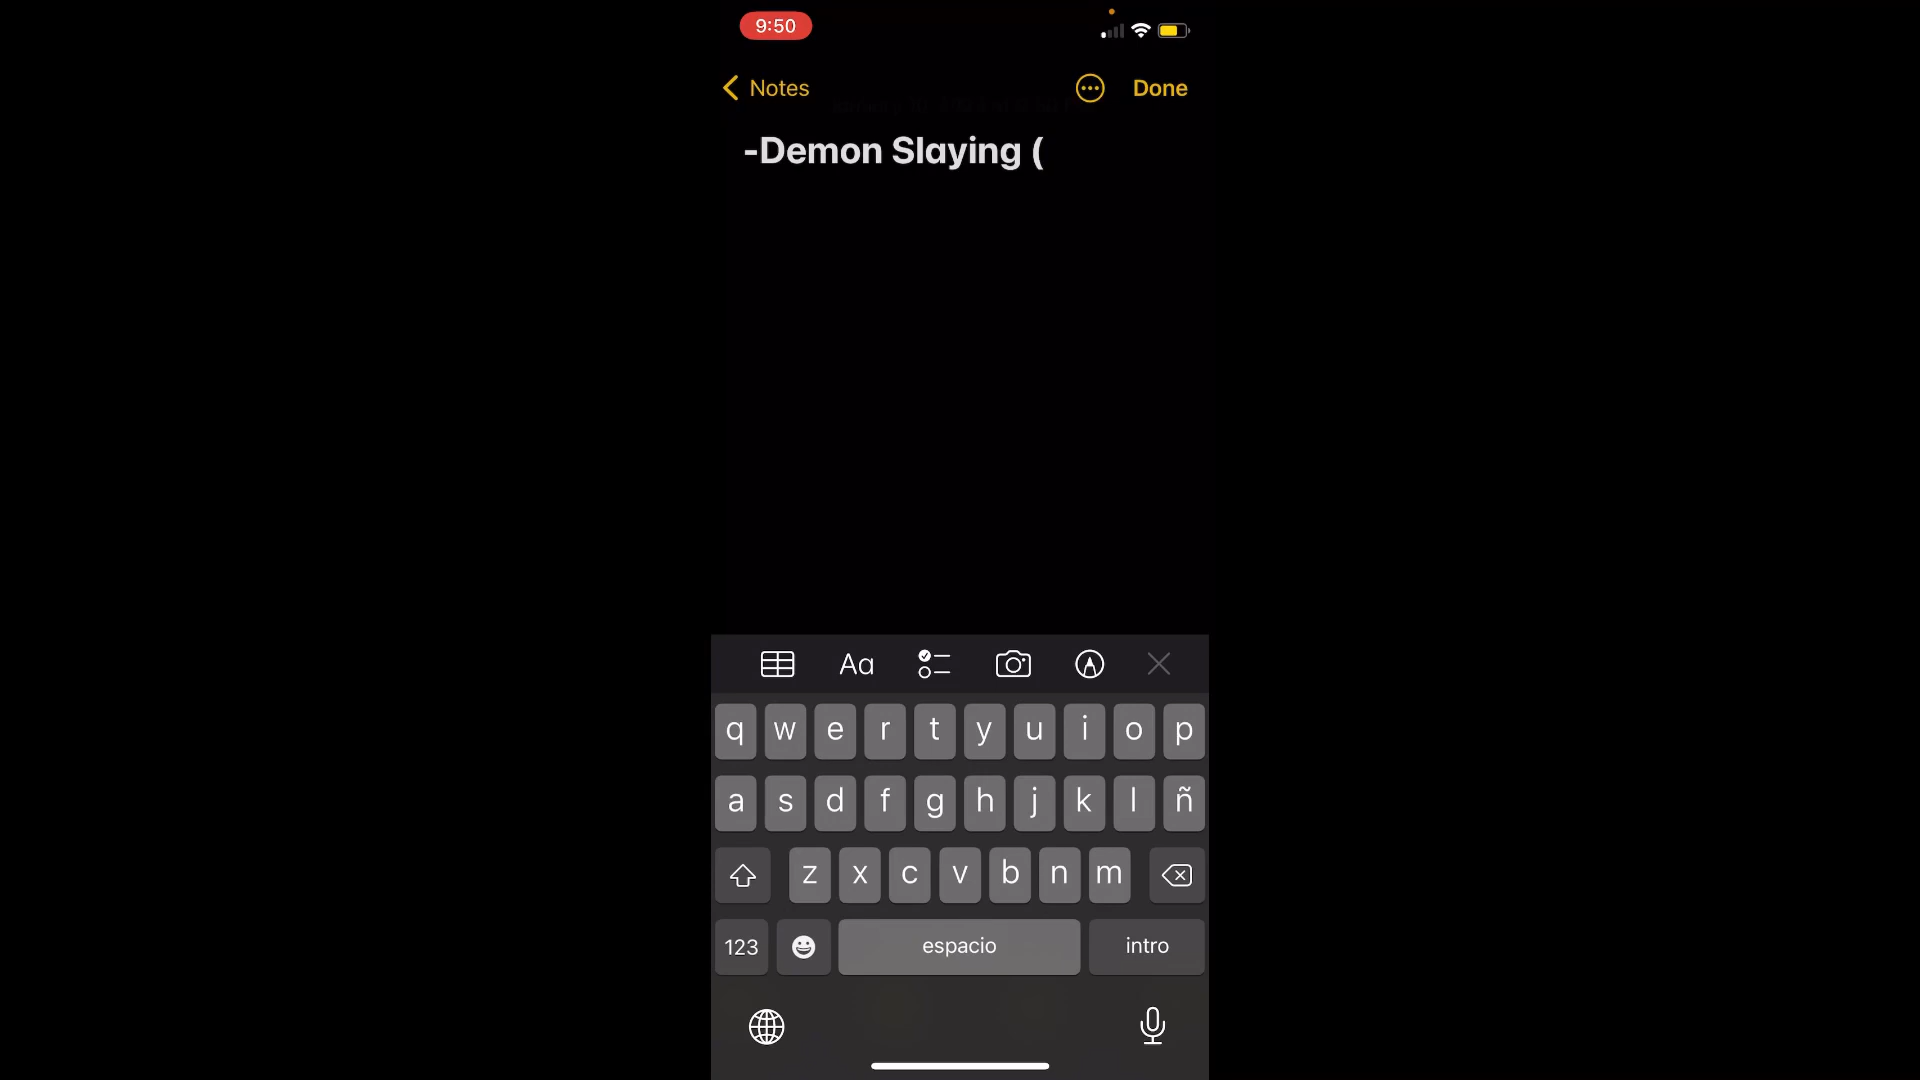 9:50
Notes
Done
-Demon Slaying (
Aa
q w e r t y u i o p
a s d f g h j k l ñ
z x c v b n m
123 espacio intro